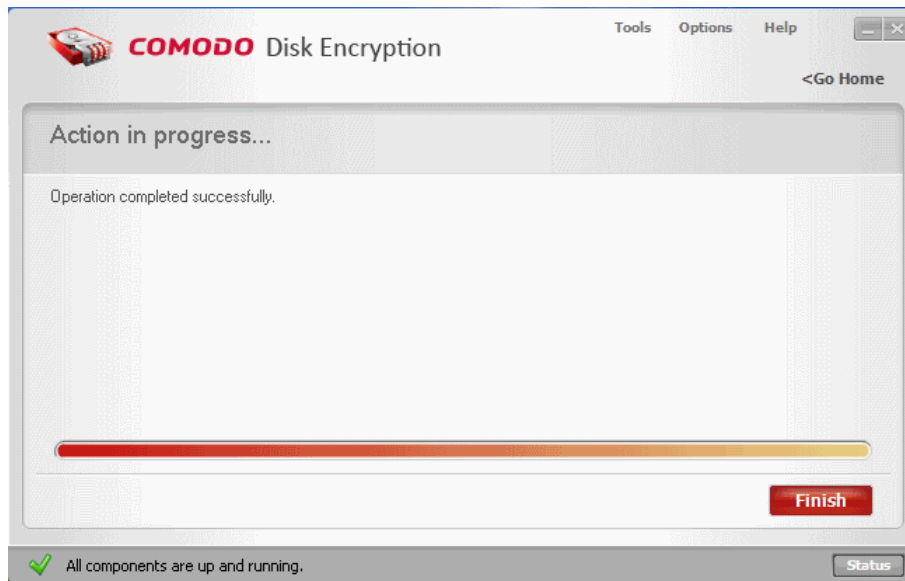 COMODO Disk Encryption
Tools Options Help
<Go Home
Action in progress...
Operation completed successfully.
Finish
All components are up and running.
Status